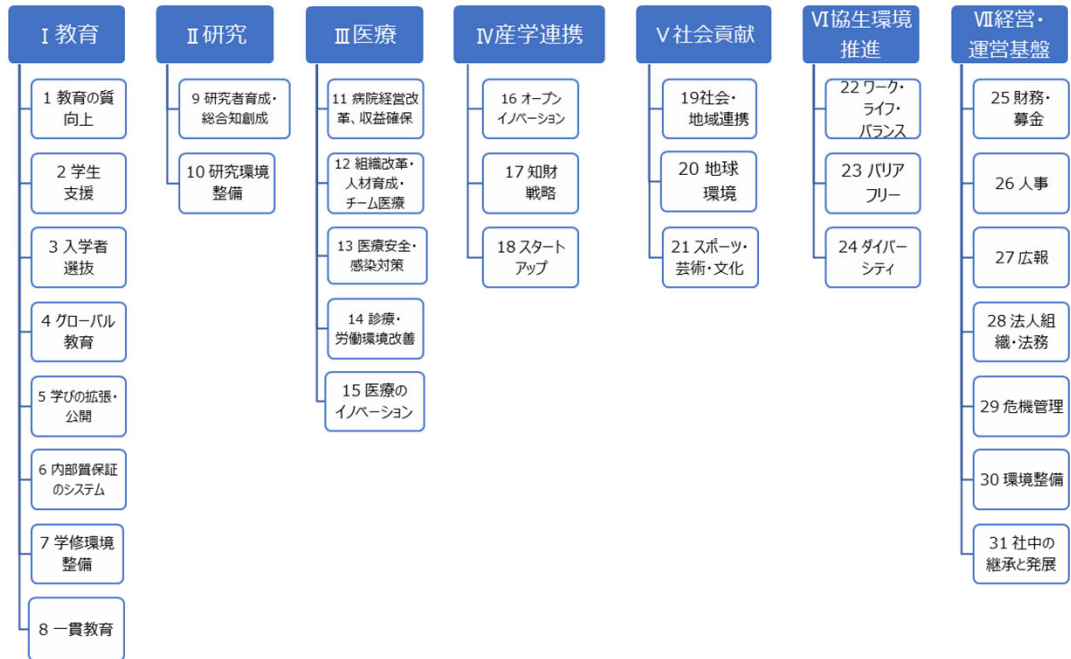 Ⅰ教育
1 教育の質
向上
2 学生
支援
3 入学者
選抜
4 グローバル
教育
5 学びの拡張・
公開
6 内部質保証
のシステム
7 学修環境
整備
8 一貫教育
Ⅱ研究
9 研究者育成・
総合知創成
10 研究環境
整備
Ⅲ医療
11 病院経営改
革、収益確保
12 組織改革・
人材育成・
チーム医療
13 医療安全・
感染対策
14 診療・
労働環境改善
15 医療の
イノベーション
Ⅳ産学連携
16 オープン
イノベーション
17 知財
戦略
18 スタート
アップ
Ⅴ社会貢献
19社会・
地域連携
20 地球
環境
21 スポーツ・
芸術・文化
Ⅵ協生環境
推進
22 ワーク・
ライフ・
バランス
23 バリア
フリー
24 ダイバー
シティ
Ⅶ経営・
運営基盤
25 財務・
募金
26 人事
27 広報
28 法人組
織・法務
29 危機管理
30 環境整備
31 社中の
継承と発展